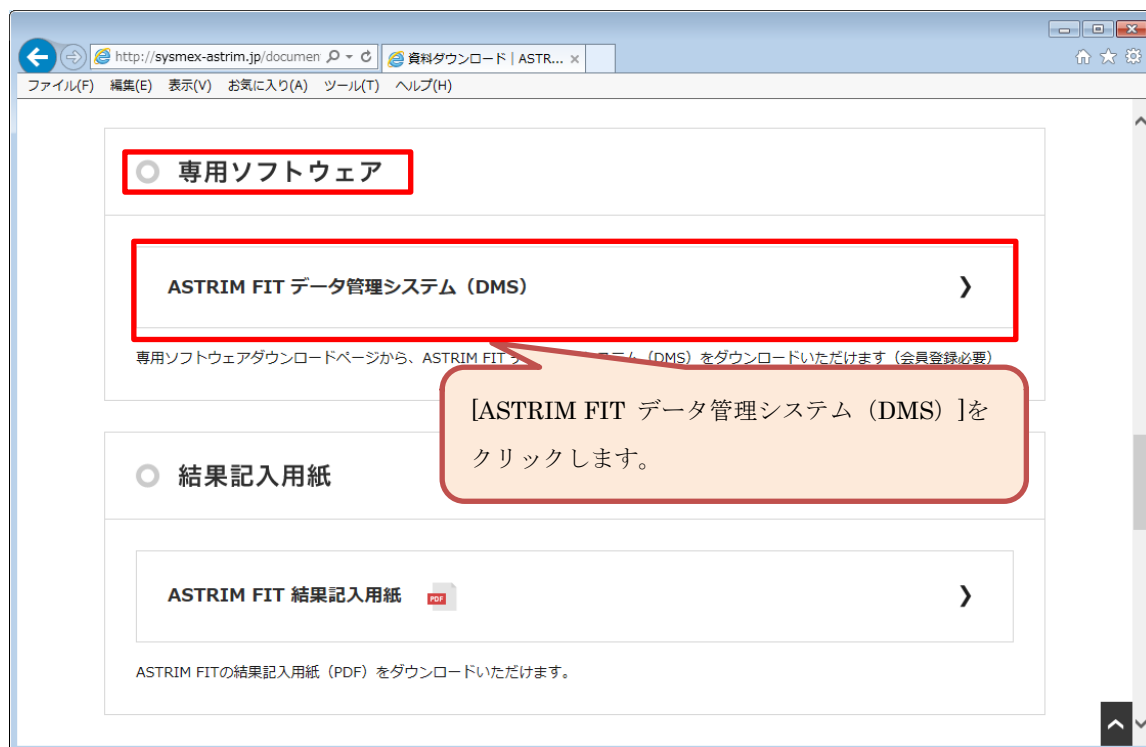 http://sysmex-astrim.jp/documen
資料ダウンロード | ASTR...
ファイル(F) 編集(E) 表示(V) お気に入り(A) ツール(T) ヘルプ(H)
専用ソフトウェア
ASTRIM FIT データ管理システム（DMS）
専用ソフトウェアダウンロードページから、ASTRIM FIT ステム（DMS）をダウンロードいただけます（会員登録必要）
[ASTRIM FIT データ管理システム（DMS）]を
クリックします。
結果記入用紙
ASTRIM FIT 結果記入用紙 PDF
ASTRIM FITの結果記入用紙（PDF）をダウンロードいただけます。